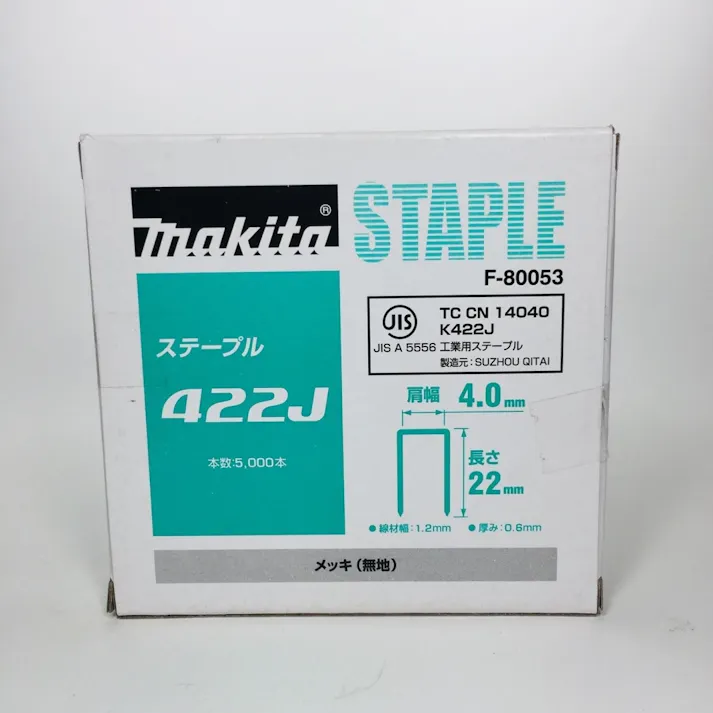 makita®
STAPLE
F-80053
ステープル
422J
本数:5,000本
JIS
TC CN 14040
K422J
JIS A 5556 工業用ステープル
製造元:SUZHOU QITAI
肩幅 4.0mm
長さ
22mm
●線材幅:1.2mm ●厚み:0.6mm
メッキ(無地)